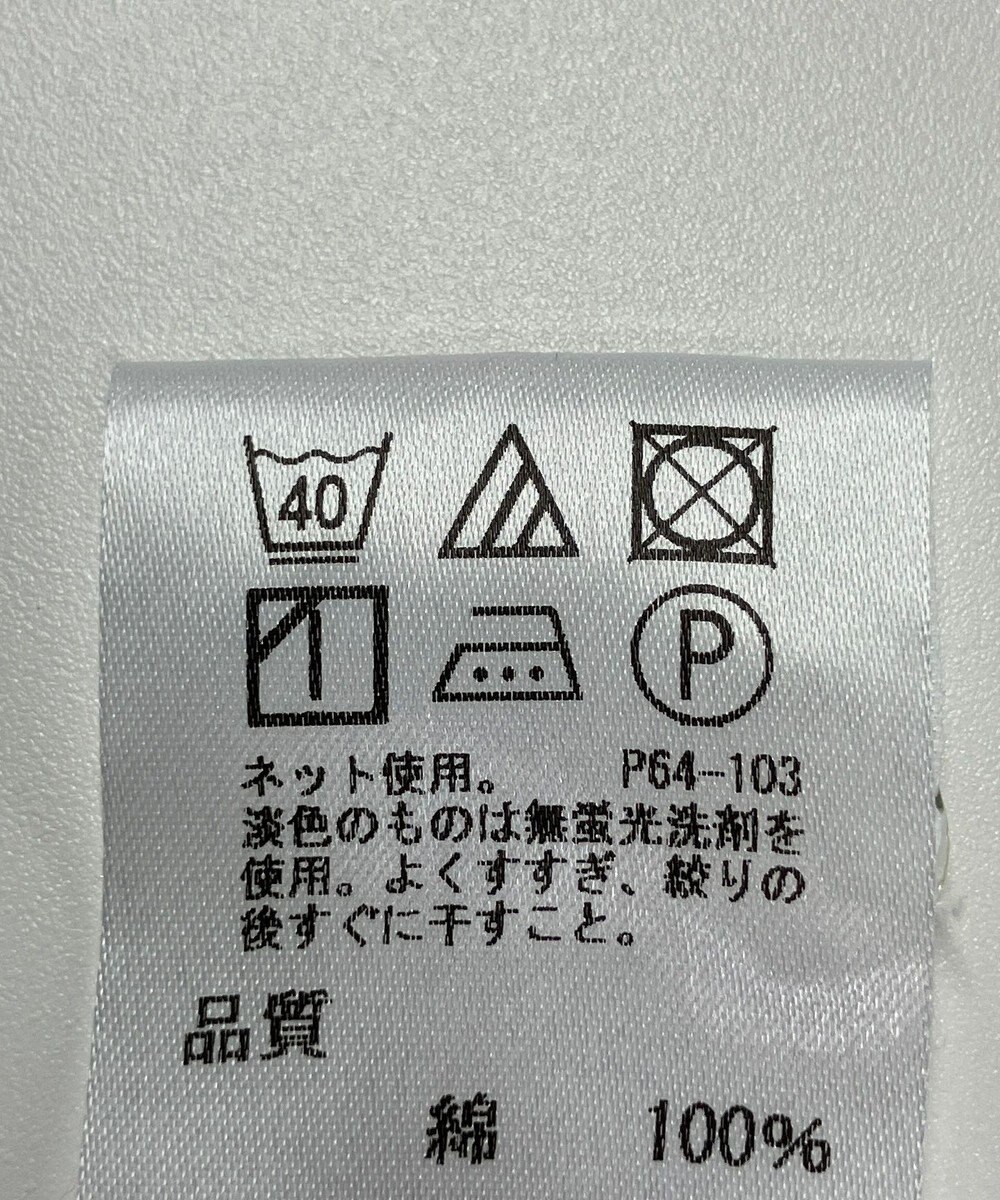 40
P
ネット使用。 P64-103
淡色のものは無蛍光洗剤を
使用。よくすすぎ、絞りの
後すぐに干すこと。
品質
綿 100%